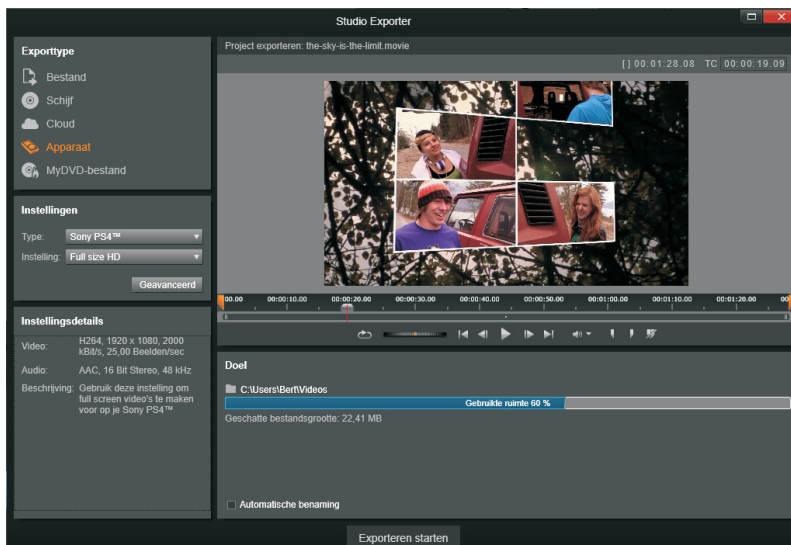 Studio Exporter
Exporttype
Bestand
Schijf
Cloud
Apparaat
MyDVD-bestand
Instellingen
Type: Sony PS4™
Instelling: Full size HD
Geavanceerd
Instellingsdetails
Video: H264, 1920 x 1080, 2000
kBit/s, 25,00 Beelden/sec
Audio: AAC, 16 Bit Stereo, 48 kHz
Beschrijving: Gebruik deze instelling om
full screen video's te maken
voor op je Sony PS4™
Project exporteren: the-sky-is-the-limit.movie
[ ] 00:01:28.08 TC 00:00:19.09
00.00 00:00:10.00 00:00:20.00 00:00:30.00 00:00:40.00 00:00:50.00 00:01:00.00 00:01:10.00 00:01:20.00 00
Doel
C:\Users\Bert\Videos
Gebruikte ruimte 60 %
Geschatte bestandsgrootte: 22,41 MB
Automatische benaming
Exporteren starten